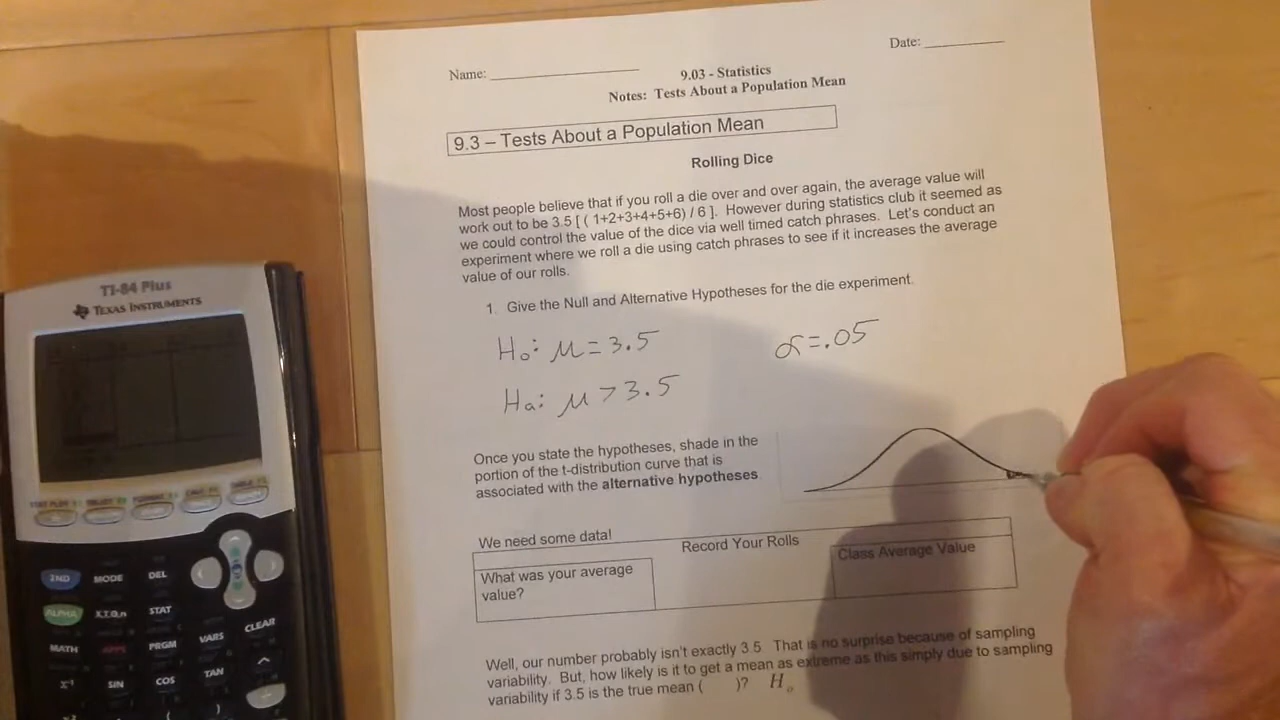 Name: ____________
Date: ____________
9.03 - Statistics
Notes: Tests About a Population Mean
9.3 – Tests About a Population Mean
Rolling Dice
Most people believe that if you roll a die over and over again, the average value will
work out to be 3.5 [ ( 1+2+3+4+5+6) / 6 ]. However during statistics club it seemed as
we could control the value of the dice via well timed catch phrases. Let's conduct an
experiment where we roll a die using catch phrases to see if it increases the average
value of our rolls.
1. Give the Null and Alternative Hypotheses for the die experiment.
H₀: μ = 3.5
α = .05
Ha: μ > 3.5
Once you state the hypotheses, shade in the
portion of the t-distribution curve that is
associated with the alternative hypotheses
We need some data!
Record Your Rolls
What was your average
value?
Class Average Value
Well, our number probably isn't exactly 3.5 That is no surprise because of sampling
variability. But, how likely is it to get a mean as extreme as this simply due to sampling
variability if 3.5 is the true mean ( )? Hₒ
TI-84 Plus
TEXAS INSTRUMENTS
2ND
MODE
DEL
ALPHA
X,T,θ,n
STAT
MATH
APPS
PRGM
VARS
CLEAR
x⁻¹
SIN
COS
TAN
^